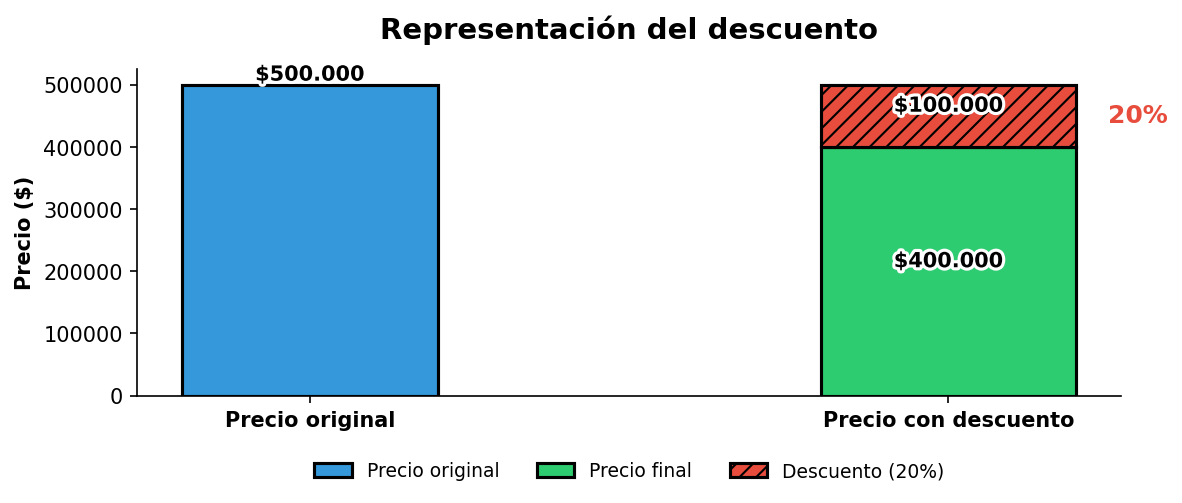 Representación del descuento
Precio ($)
500000
400000
300000
200000
100000
0
$500.000
$100.000
20%
$400.000
Precio original
Precio con descuento
Precio original
Precio final
Descuento (20%)